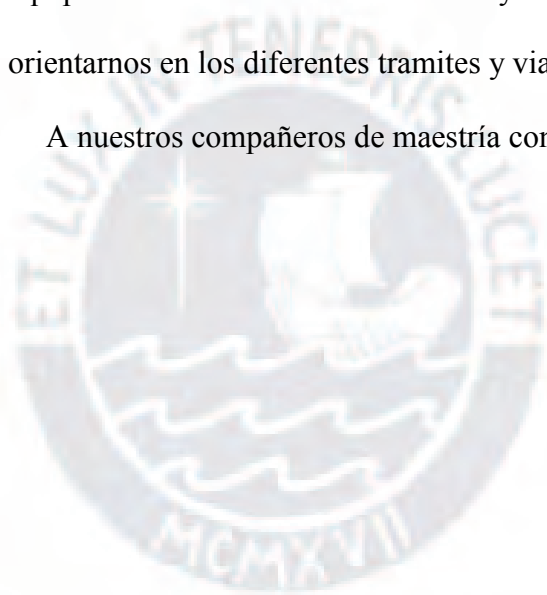 orientarnos en los diferentes tramites y via
A nuestros compañeros de maestría con
ET LUX IN TENEBRIS LUCET
MCMXVII